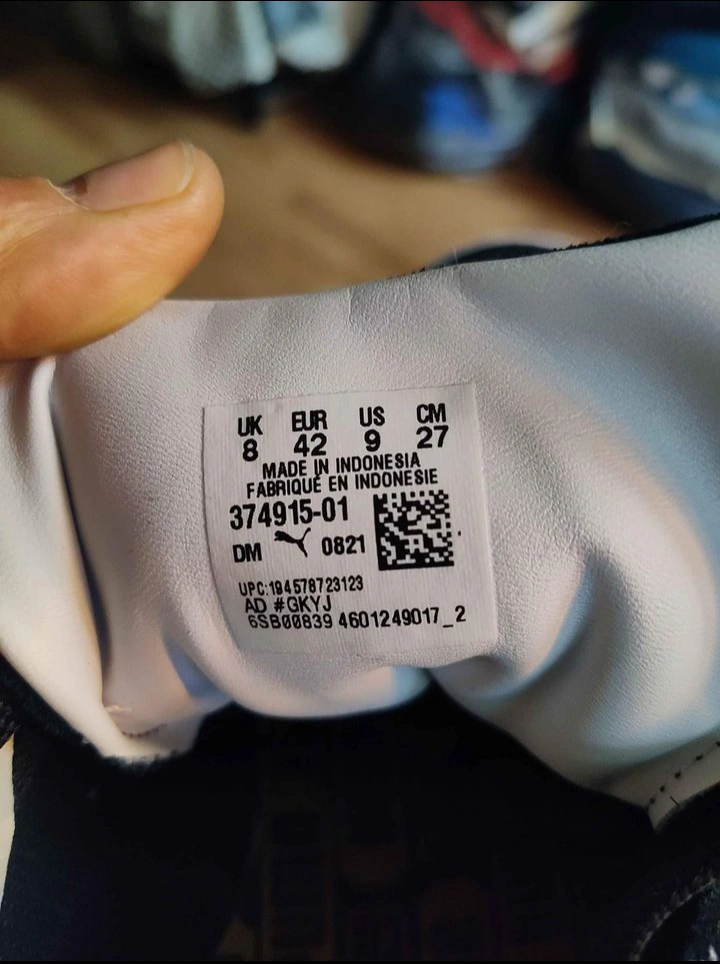 UK EUR US CM
8 42 9 27
MADE IN INDONESIA
FABRIQUÉ EN INDONESIE
374915-01
DM 0821
UPC:194578723123
AD #GKYJ
6SB00839 4601249017_2